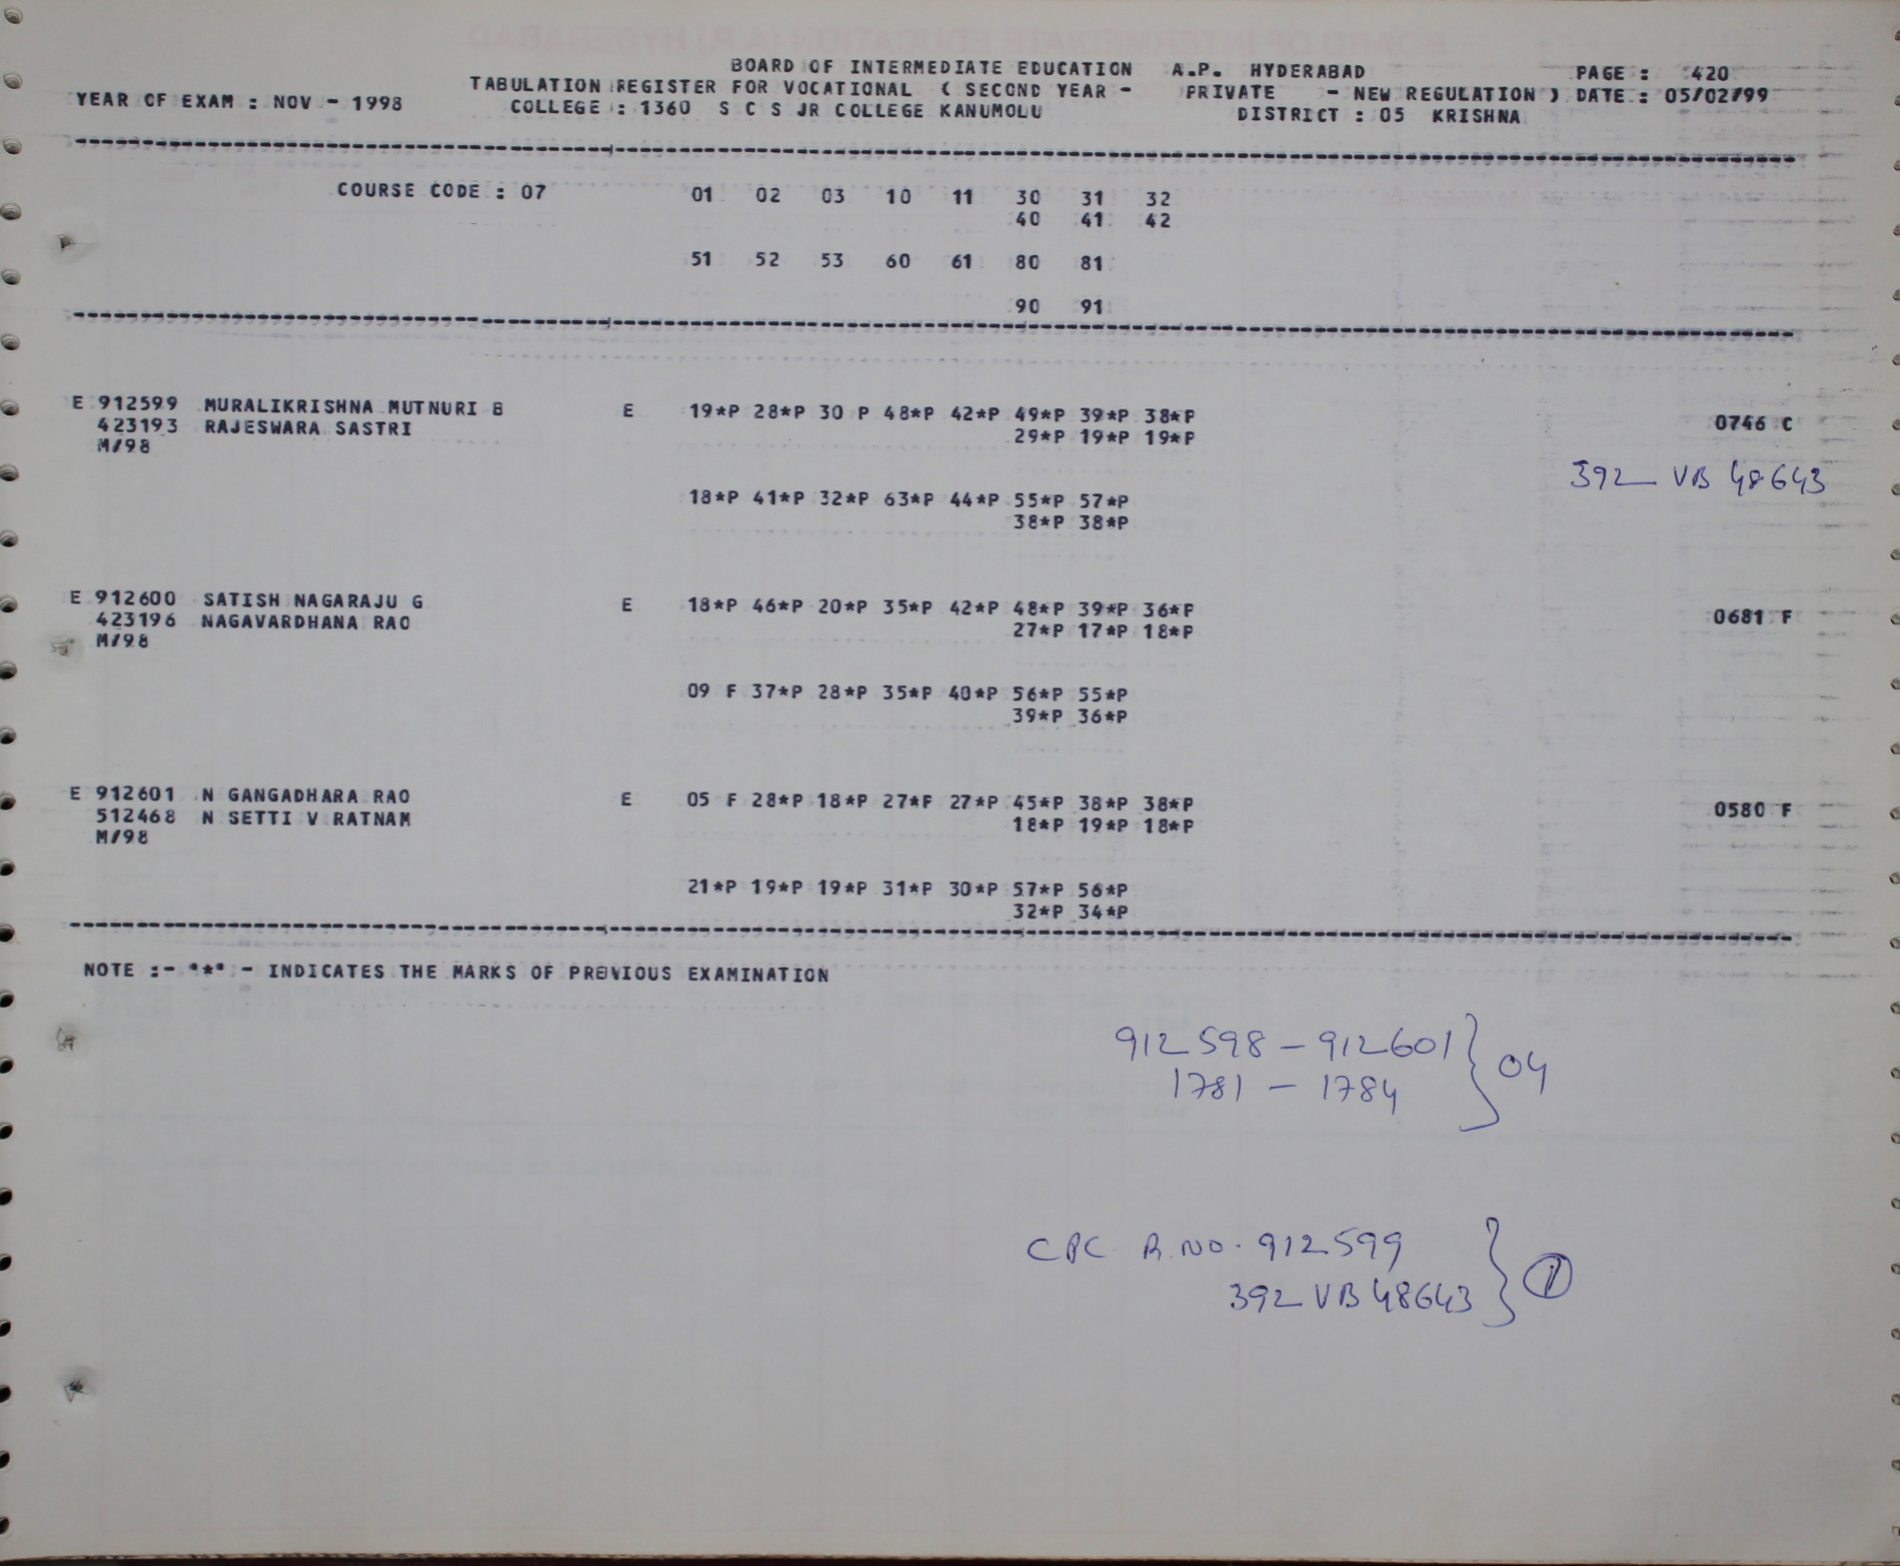 BOARD OF INTERMEDIATE EDUCATION A.P. HYDERABAD PAGE : 420
YEAR OF EXAM : NOV - 1998 TABULATION REGISTER FOR VOCATIONAL ( SECOND YEAR - PRIVATE - NEW REGULATION ) DATE : 05/02/99
COLLEGE : 1360 S C S JR COLLEGE KANUMOLU DISTRICT : 05 KRISHNA
COURSE CODE : 07 01 02 03 10 11 30 31 32
40 41 42
51 52 53 60 61 80 81
90 91
E 912599 MURALIKRISHNA MUTNURI B E 19*P 28*P 30 P 48*P 42*P 49*P 39*P 38*P 0746 C
423193 RAJESWARA SASTRI 29*P 19*P 19*P
M/98
392 VB 48643
18*P 41*P 32*P 63*P 44*P 55*P 57*P
38*P 38*P
E 912600 SATISH NAGARAJU G E 18*P 46*P 20*P 35*P 42*P 48*P 39*P 36*P 0681 F
423196 NAGAVARDHANA RAO 27*P 17*P 18*P
M/98
09 F 37*P 28*P 35*P 40*P 56*P 55*P
39*P 36*P
E 912601 N GANGADHARA RAO E 05 F 28*P 18*P 27*F 27*P 45*P 38*P 38*P 0580 F
512468 N SETTI V RATNAM 18*P 19*P 18*P
M/98
21*P 19*P 19*P 31*P 30*P 57*P 56*P
32*P 34*P
NOTE :- "*" - INDICATES THE MARKS OF PREVIOUS EXAMINATION
912598 - 912601 } 04
1781 - 1784
CPC R.NO. 912599 } 1
392 VB 48643